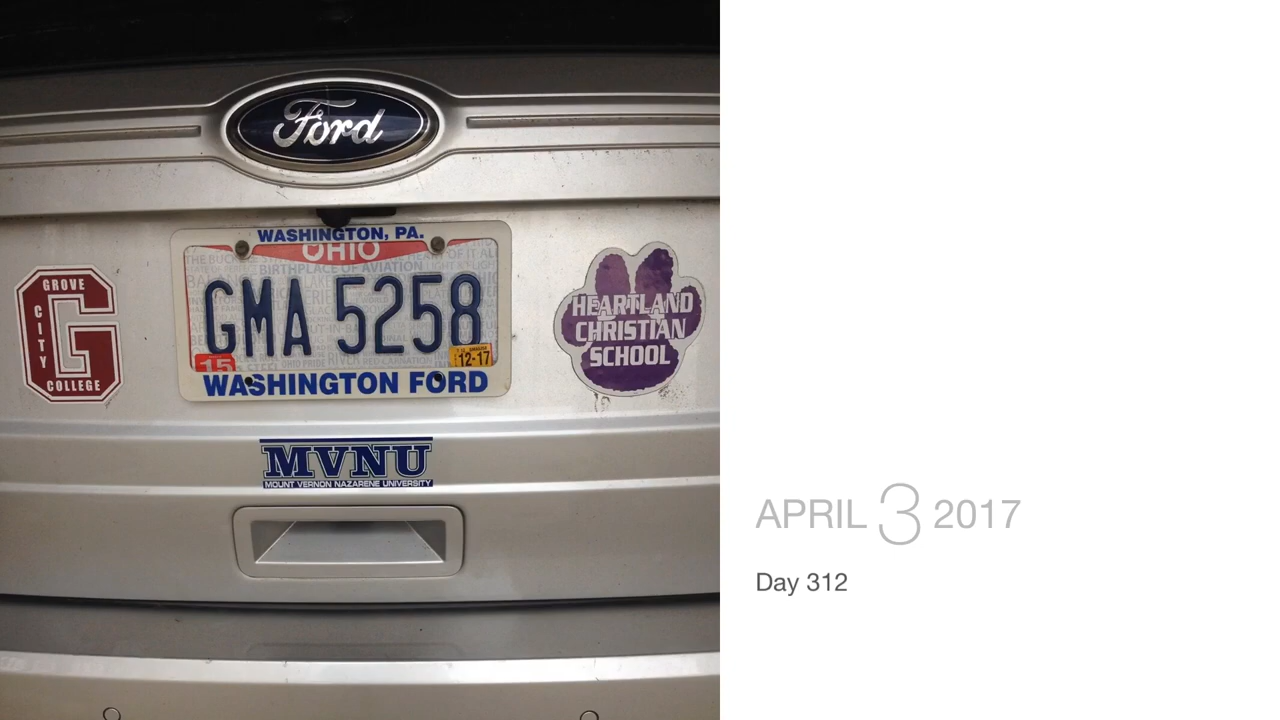 Ford
WASHINGTON, PA.
OHIO
BIRTHPLACE OF AVIATION
GMA 5258
15
12-17
WASHINGTON FORD
GROVE
CITY
G
COLLEGE
HEARTLAND
CHRISTIAN
SCHOOL
MVNU
MOUNT VERNON NAZARENE UNIVERSITY
APRIL 3 2017
Day 312